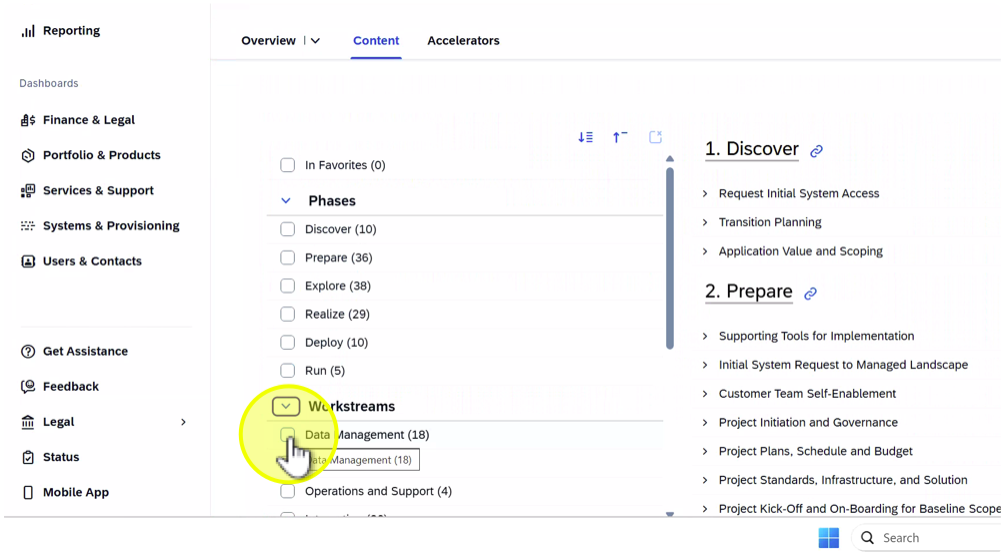 Reporting
Dashboards
Finance & Legal
Portfolio & Products
Services & Support
Systems & Provisioning
Users & Contacts
Get Assistance
Feedback
Legal
Status
Mobile App
Overview
Content
Accelerators
In Favorites (0)
Phases
Discover (10)
Prepare (36)
Explore (38)
Realize (29)
Deploy (10)
Run (5)
Workstreams
Data Management (18)
Data Management (18)
Operations and Support (4)
1. Discover
Request Initial System Access
Transition Planning
Application Value and Scoping
2. Prepare
Supporting Tools for Implementation
Initial System Request to Managed Landscape
Customer Team Self-Enablement
Project Initiation and Governance
Project Plans, Schedule and Budget
Project Standards, Infrastructure, and Solution
Project Kick-Off and On-Boarding for Baseline Scope
Search